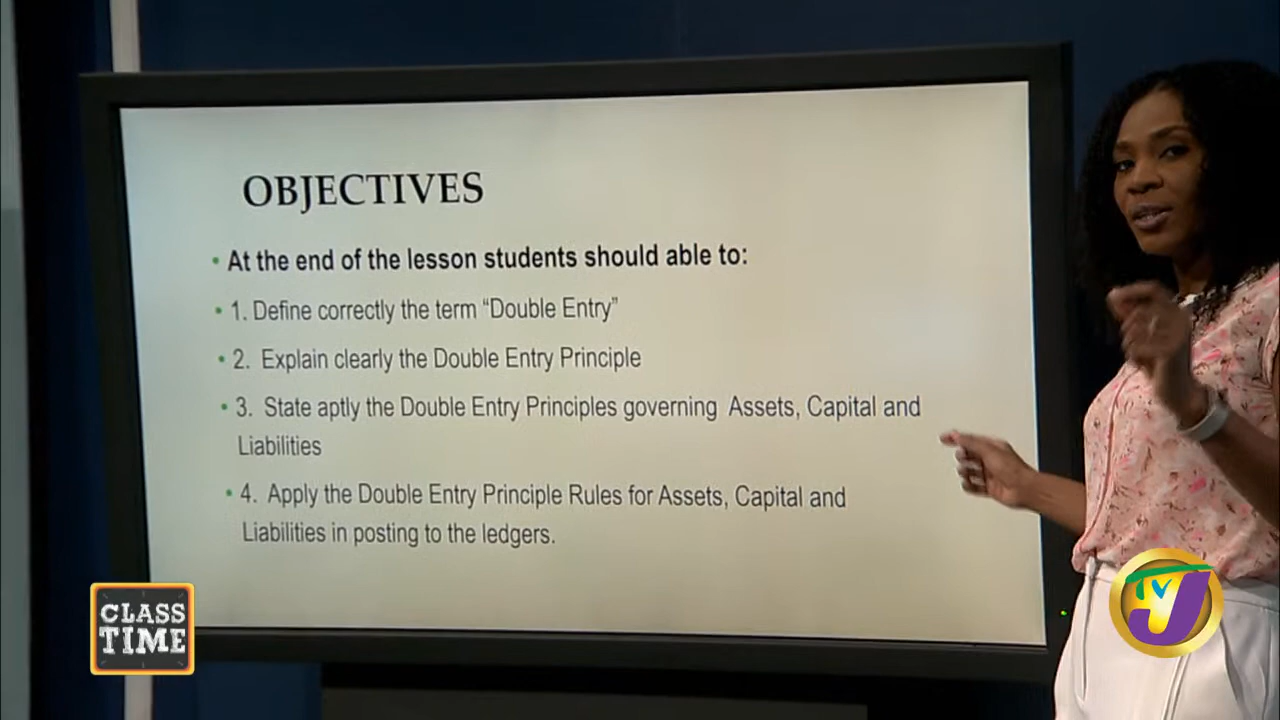 OBJECTIVES
• At the end of the lesson students should able to:
• 1. Define correctly the term “Double Entry”
• 2. Explain clearly the Double Entry Principle
• 3. State aptly the Double Entry Principles governing Assets, Capital and
Liabilities
• 4. Apply the Double Entry Principle Rules for Assets, Capital and
Liabilities in posting to the ledgers.
CLASS
TIME
TVJ